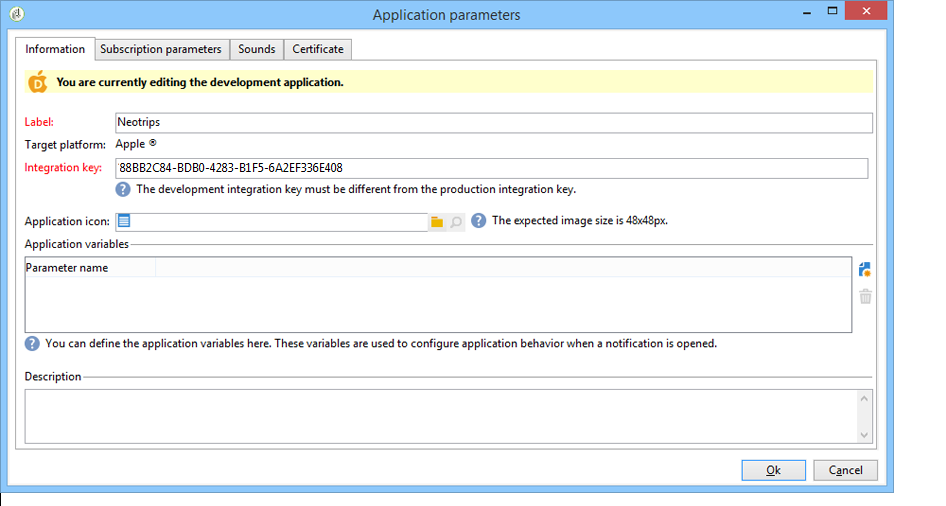 Application parameters
Information Subscription parameters Sounds Certificate
D You are currently editing the development application.
Label: Neotrips
Target platform: Apple ®
Integration key: 88BB2C84-BDB0-4283-B1F5-6A2EF336E408
? The development integration key must be different from the production integration key.
Application icon: ? The expected image size is 48x48px.
Application variables
Parameter name
? You can define the application variables here. These variables are used to configure application behavior when a notification is opened.
Description
Ok Cancel